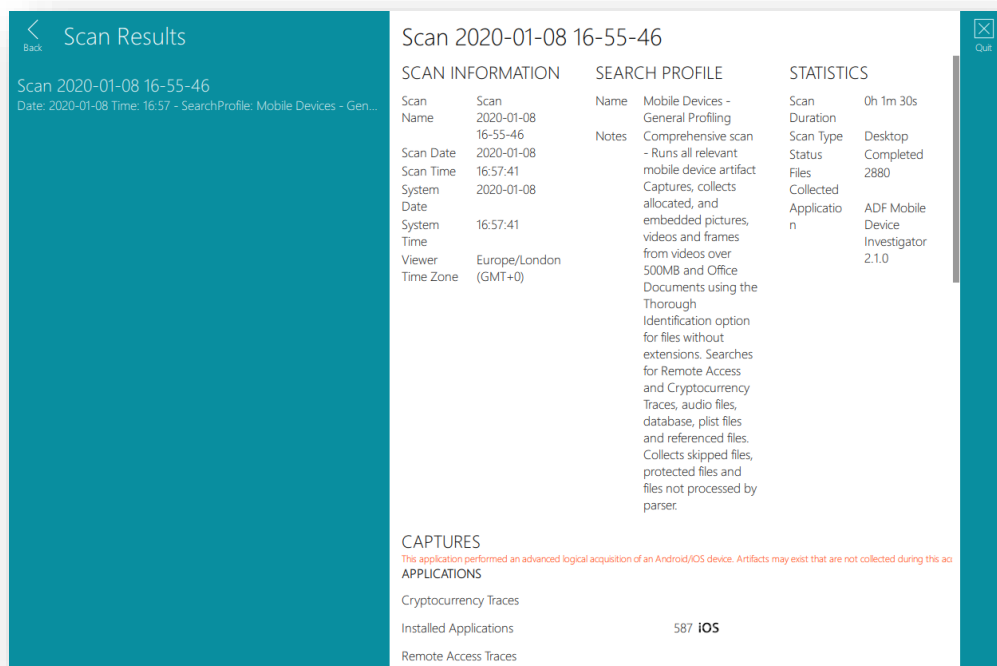 Back
Scan Results
Scan 2020-01-08 16-55-46
Date: 2020-01-08 Time: 16:57 - SearchProfile: Mobile Devices - Gen...
Quit
Scan 2020-01-08 16-55-46
SCAN INFORMATION
Scan Name
Scan
2020-01-08
16-55-46
Scan Date 2020-01-08
Scan Time 16:57:41
System Date
2020-01-08
System Time
16:57:41
Viewer Time Zone
Europe/London
(GMT+0)
SEARCH PROFILE
Name
Mobile Devices -
General Profiling
Notes
Comprehensive scan
- Runs all relevant
mobile device artifact
Captures, collects
allocated, and
embedded pictures,
videos and frames
from videos over
500MB and Office
Documents using the
Thorough
Identification option
for files without
extensions. Searches
for Remote Access
and Cryptocurrency
Traces, audio files,
database, plist files
and referenced files.
Collects skipped files,
protected files and
files not processed by
parser.
STATISTICS
Scan
Duration
0h 1m 30s
Scan Type Desktop
Status Completed
Files
Collected
2880
Applicatio
n
ADF Mobile
Device
Investigator
2.1.0
CAPTURES
This application performed an advanced logical acquisition of an Android/iOS device. Artifacts may exist that are not collected during this ac
APPLICATIONS
Cryptocurrency Traces
Installed Applications 587 iOS
Remote Access Traces